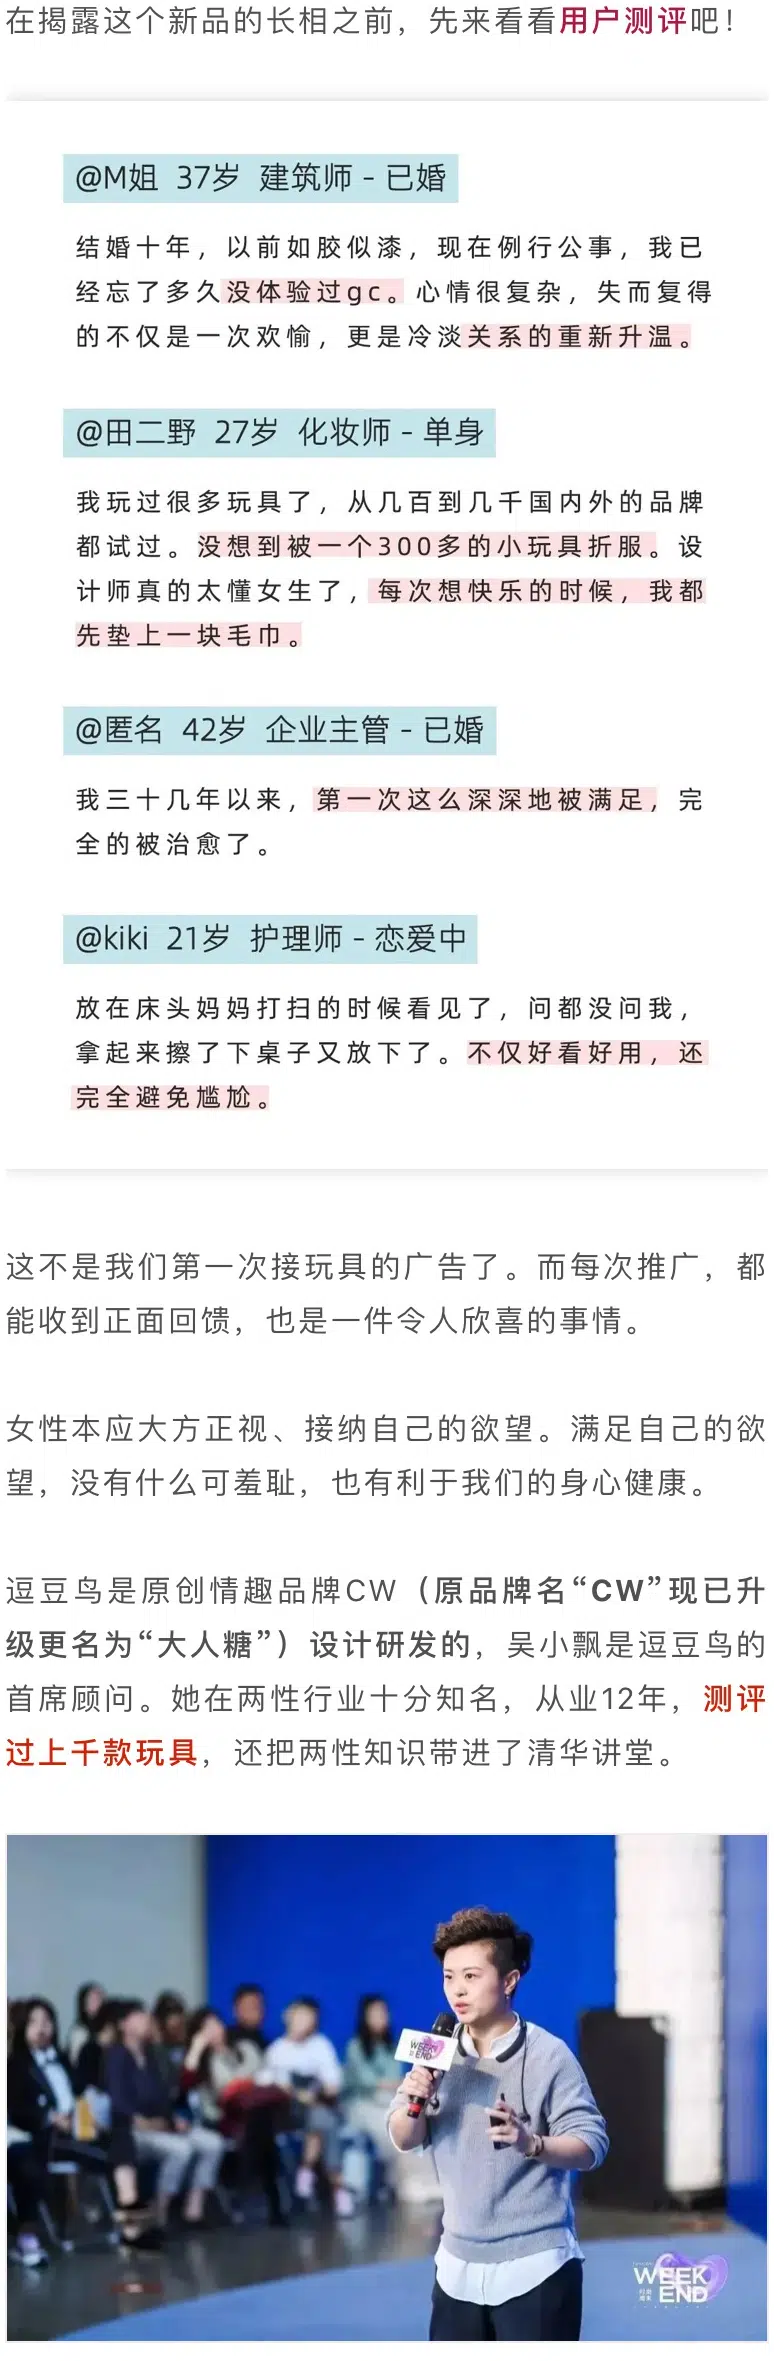 在揭露这个新品的长相之前，先来看看用户测评吧！
@M姐 37岁 建筑师 - 已婚
结婚十年，以前如胶似漆，现在例行公事，我已
经忘了多久没体验过gc。心情很复杂，失而复得
的不仅是一次欢愉，更是冷淡关系的重新升温。
@田二野 27岁 化妆师 - 单身
我玩过很多玩具了，从几百到几千国内外的品牌
都试过。没想到被一个300多的小玩具折服。设
计师真的太懂女生了，每次想快乐的时候，我都
先垫上一块毛巾。
@匿名 42岁 企业主管 - 已婚
我三十几年以来，第一次这么深深地被满足，完
全的被治愈了。
@kiki 21岁 护理师 - 恋爱中
放在床头妈妈打扫的时候看见了，问都没问我，
拿起来擦了下桌子又放下了。不仅好看好用，还
完全避免尴尬。
这不是我们第一次接玩具的广告了。而每次推广，都
能收到正面回馈，也是一件令人欣喜的事情。
女性本应大方正视、接纳自己的欲望。满足自己的欲
望，没有什么可羞耻，也有利于我们的身心健康。
逗豆鸟是原创情趣品牌CW（原品牌名“CW”现已升
级更名为“大人糖”）设计研发的，吴小飘是逗豆鸟的
首席顾问。她在两性行业十分知名，从业12年，测评
过上千款玩具，还把两性知识带进了清华讲堂。
WEEK
END
WEEK
END